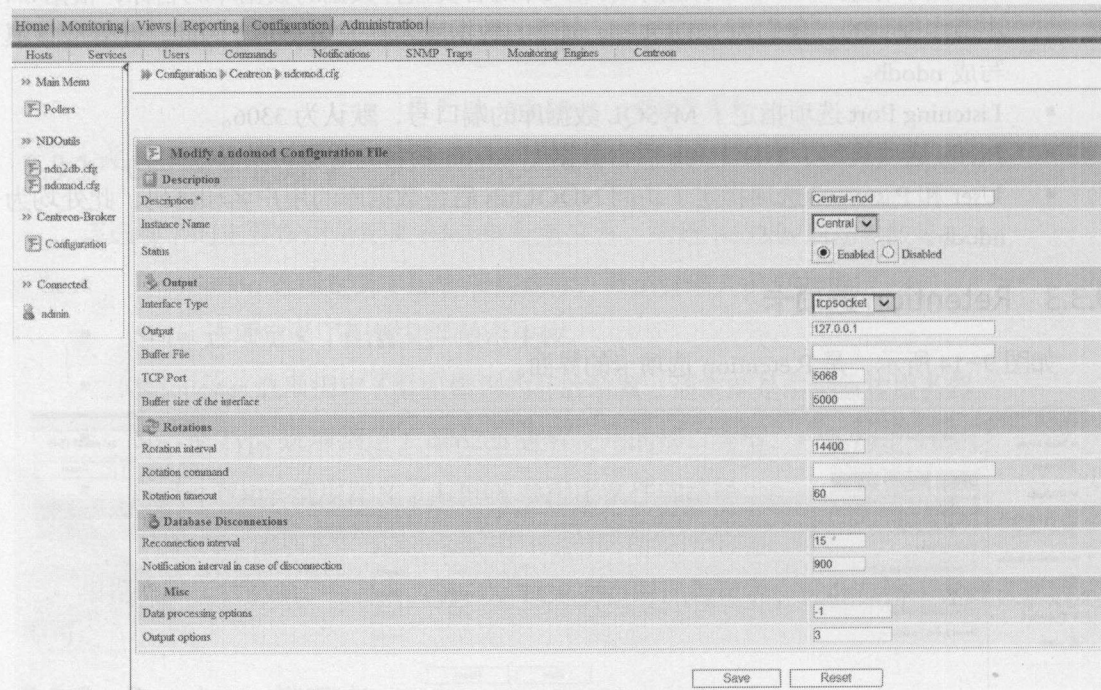 Home| Monitoring| Views| Reporting| Configuration| Administration|
Hosts | Services | Users | Commands | Notifications | SNMP Traps | Monitoring Engines | Centreon
Main Menu
Pollers
NDOutils
ndo2db.cfg
ndomod.cfg
Centreon-Broker
Configuration
Connected
admin
Configuration Centreon ndomod.cfg
Modify a ndomod Configuration File
Description
Description * Central-mod
Instance Name Central
Status Enabled Disabled
Output
Interface Type tcpsocket
Output 127.0.0.1
Buffer File
TCP Port 5668
Buffer size of the interface 5000
Rotations
Rotation interval 14400
Rotation command
Rotation timeout 60
Database Disconnexions
Reconnection interval 15
Notification interval in case of disconnection 900
Misc
Data processing options -1
Output options 3
Save Reset